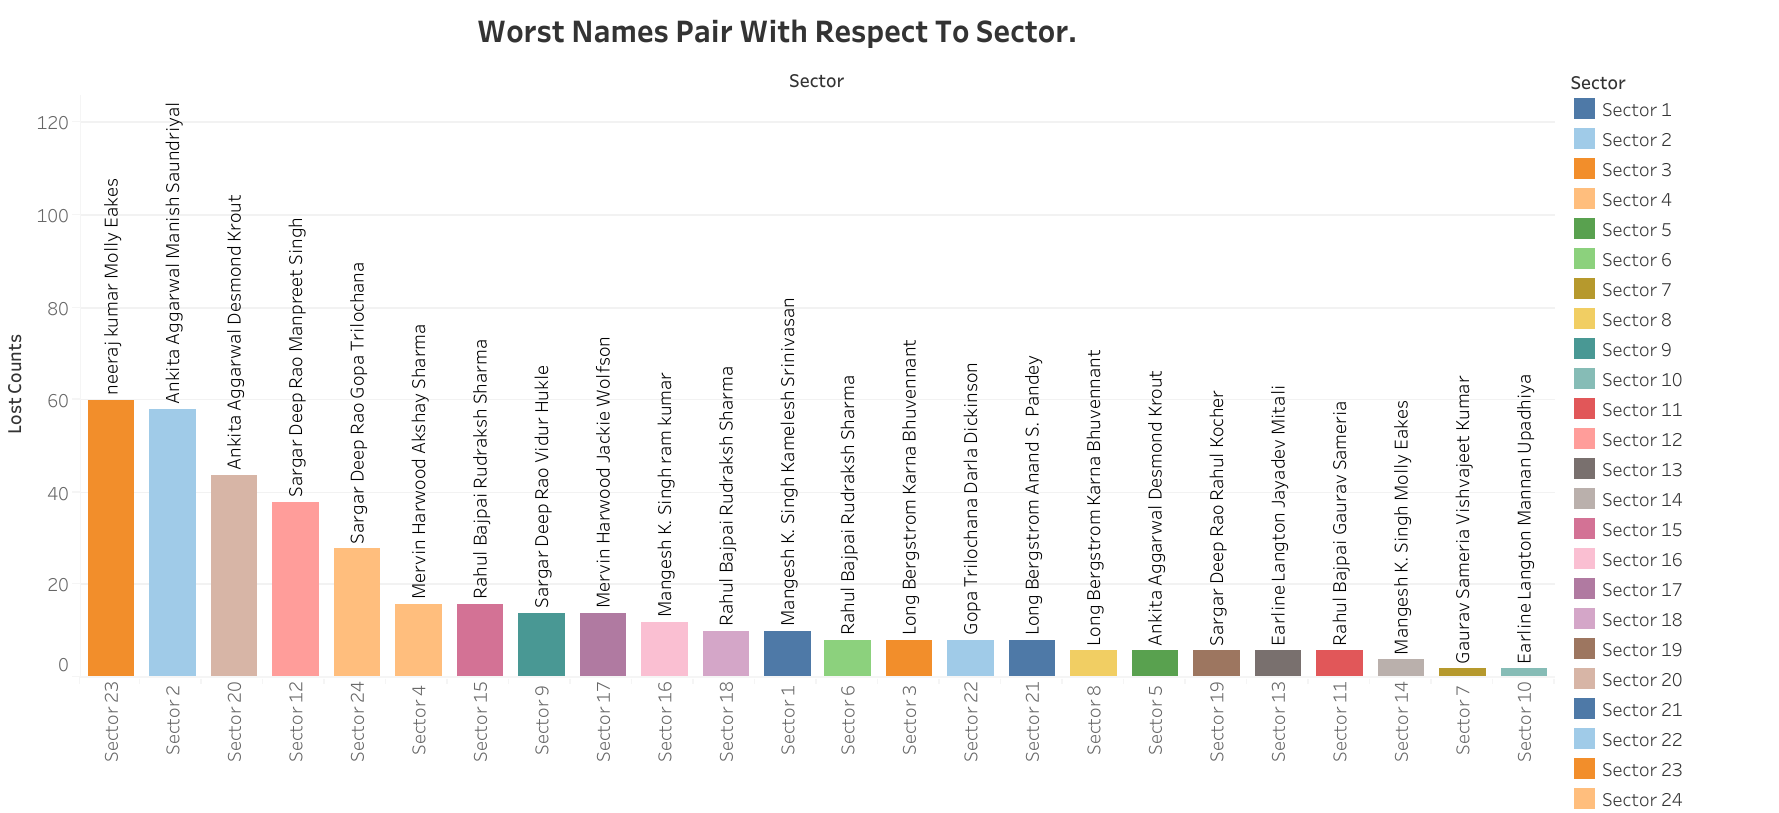 Worst Names Pair With Respect To Sector.
Sector
Lost Counts
120
100
80
60
40
20
0
neeraj kumar Molly Eakes
Ankita Aggarwal Manish Saundriyal
Ankita Aggarwal Desmond Krout
Sargar Deep Rao Manpreet Singh
Sargar Deep Rao Gopa Trilochana
Mervin Harwood Akshay Sharma
Rahul Bajpai Rudraksh Sharma
Sargar Deep Rao Vidur Hukle
Mervin Harwood Jackie Wolfson
Mangesh K. Singh ram kumar
Rahul Bajpai Rudraksh Sharma
Mangesh K. Singh Kamelesh Srinivasan
Rahul Bajpai Rudraksh Sharma
Long Bergstrom Karna Bhuvennant
Gopa Trilochana Darla Dickinson
Long Bergstrom Anand S. Pandey
Long Bergstrom Karna Bhuvennant
Ankita Aggarwal Desmond Krout
Sargar Deep Rao Rahul Kocher
Earline Langton Jayadev Mitali
Rahul Bajpai Gaurav Sameria
Mangesh K. Singh Molly Eakes
Gaurav Sameria Vishvajeet Kumar
Earline Langton Mannan Upadhiya
Sector 23
Sector 2
Sector 20
Sector 12
Sector 24
Sector 4
Sector 15
Sector 9
Sector 17
Sector 16
Sector 18
Sector 1
Sector 6
Sector 3
Sector 22
Sector 21
Sector 8
Sector 5
Sector 19
Sector 13
Sector 11
Sector 14
Sector 7
Sector 10
Sector
Sector 1
Sector 2
Sector 3
Sector 4
Sector 5
Sector 6
Sector 7
Sector 8
Sector 9
Sector 10
Sector 11
Sector 12
Sector 13
Sector 14
Sector 15
Sector 16
Sector 17
Sector 18
Sector 19
Sector 20
Sector 21
Sector 22
Sector 23
Sector 24